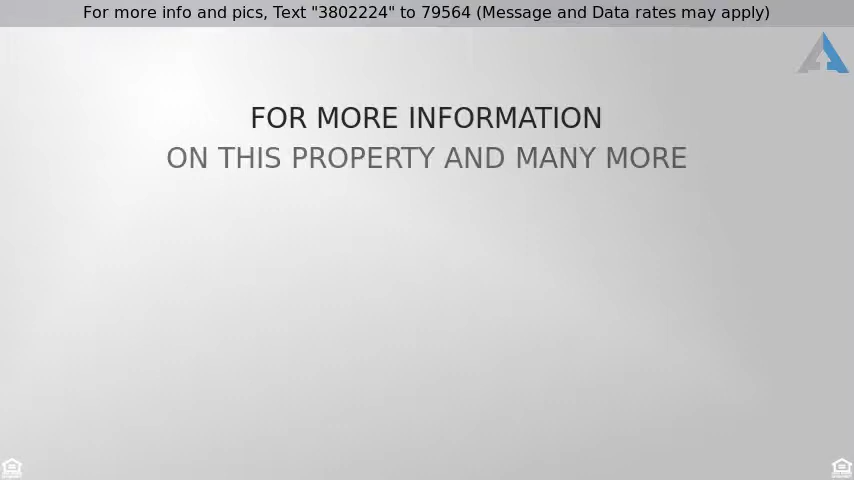 For more info and pics, Text "3802224" to 79564 (Message and Data rates may apply)
FOR MORE INFORMATION
ON THIS PROPERTY AND MANY MORE